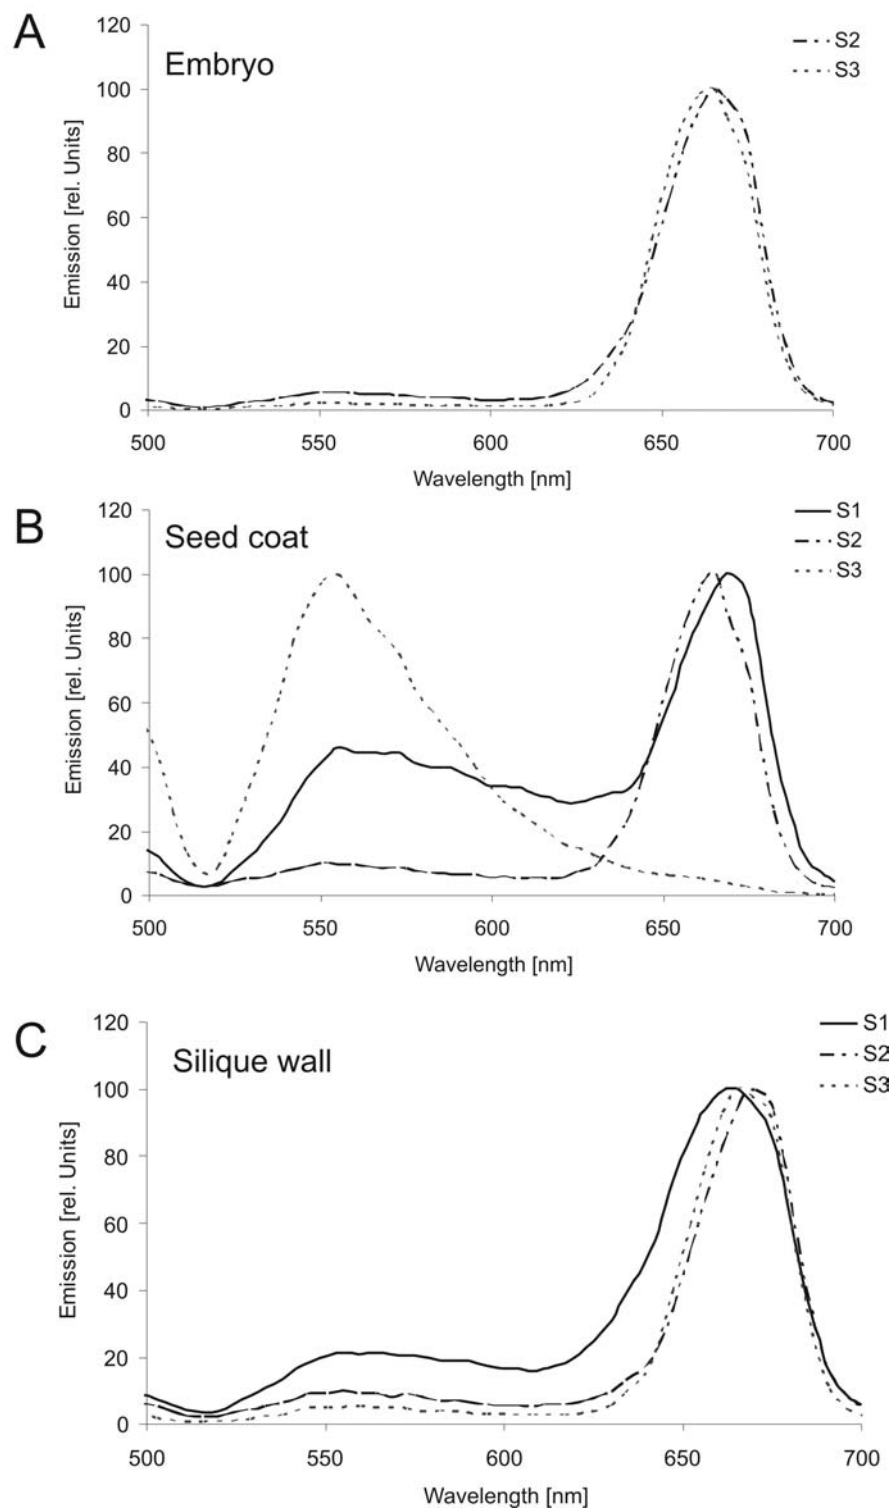 A
Embryo
S2
S3
Emission [rel. Units]
120
100
80
60
40
20
0
500
550
600
650
700
Wavelength [nm]
B
Seed coat
S1
S2
S3
Emission [rel. Units]
120
100
80
60
40
20
0
500
550
600
650
700
Wavelength [nm]
C
Silique wall
S1
S2
S3
Emission [rel. Units]
120
100
80
60
40
20
0
500
550
600
650
700
Wavelength [nm]